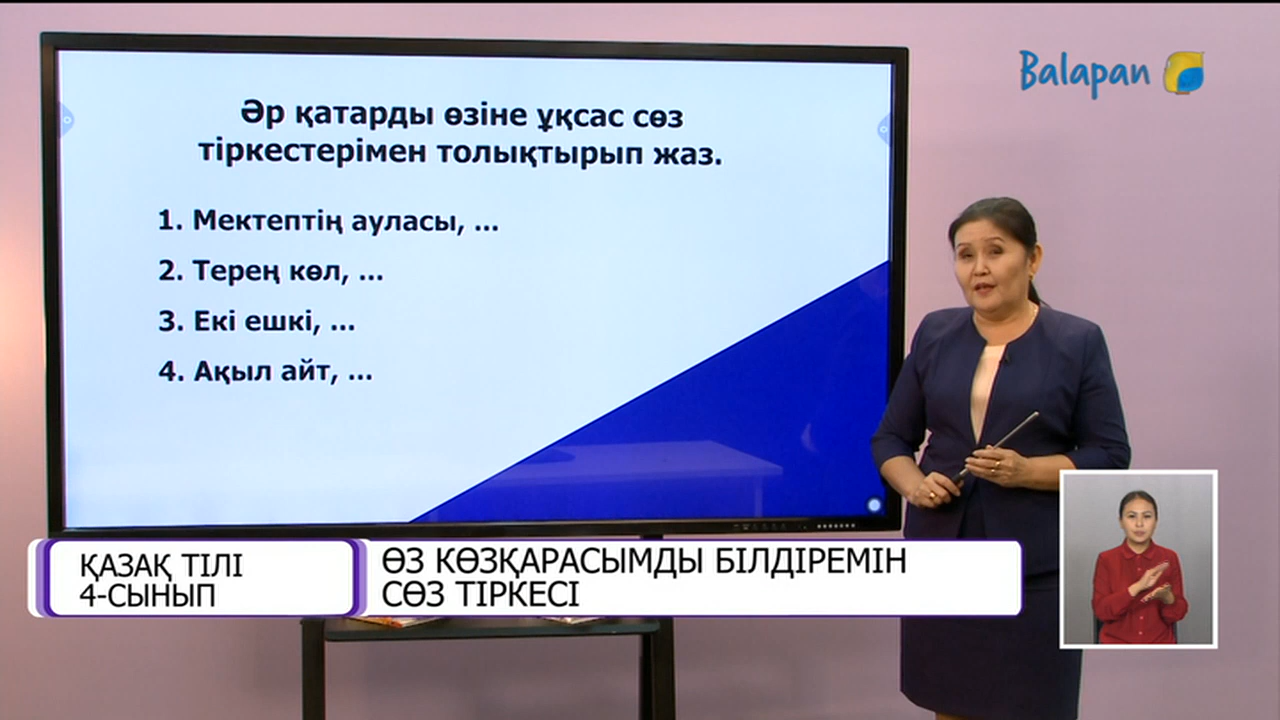 Balapan
Әр қатарды өзіне ұқсас сөз
тіркестерімен толықтырып жаз.
1. Мектептің ауласы, ...
2. Терең көл, ...
3. Екі ешкі, ...
4. Ақыл айт, ...
ҚАЗАҚ ТІЛІ
4-СЫНЫП
ӨЗ КӨЗҚАРАСЫМДЫ БІЛДІРЕМІН
СӨЗ ТІРКЕСІ